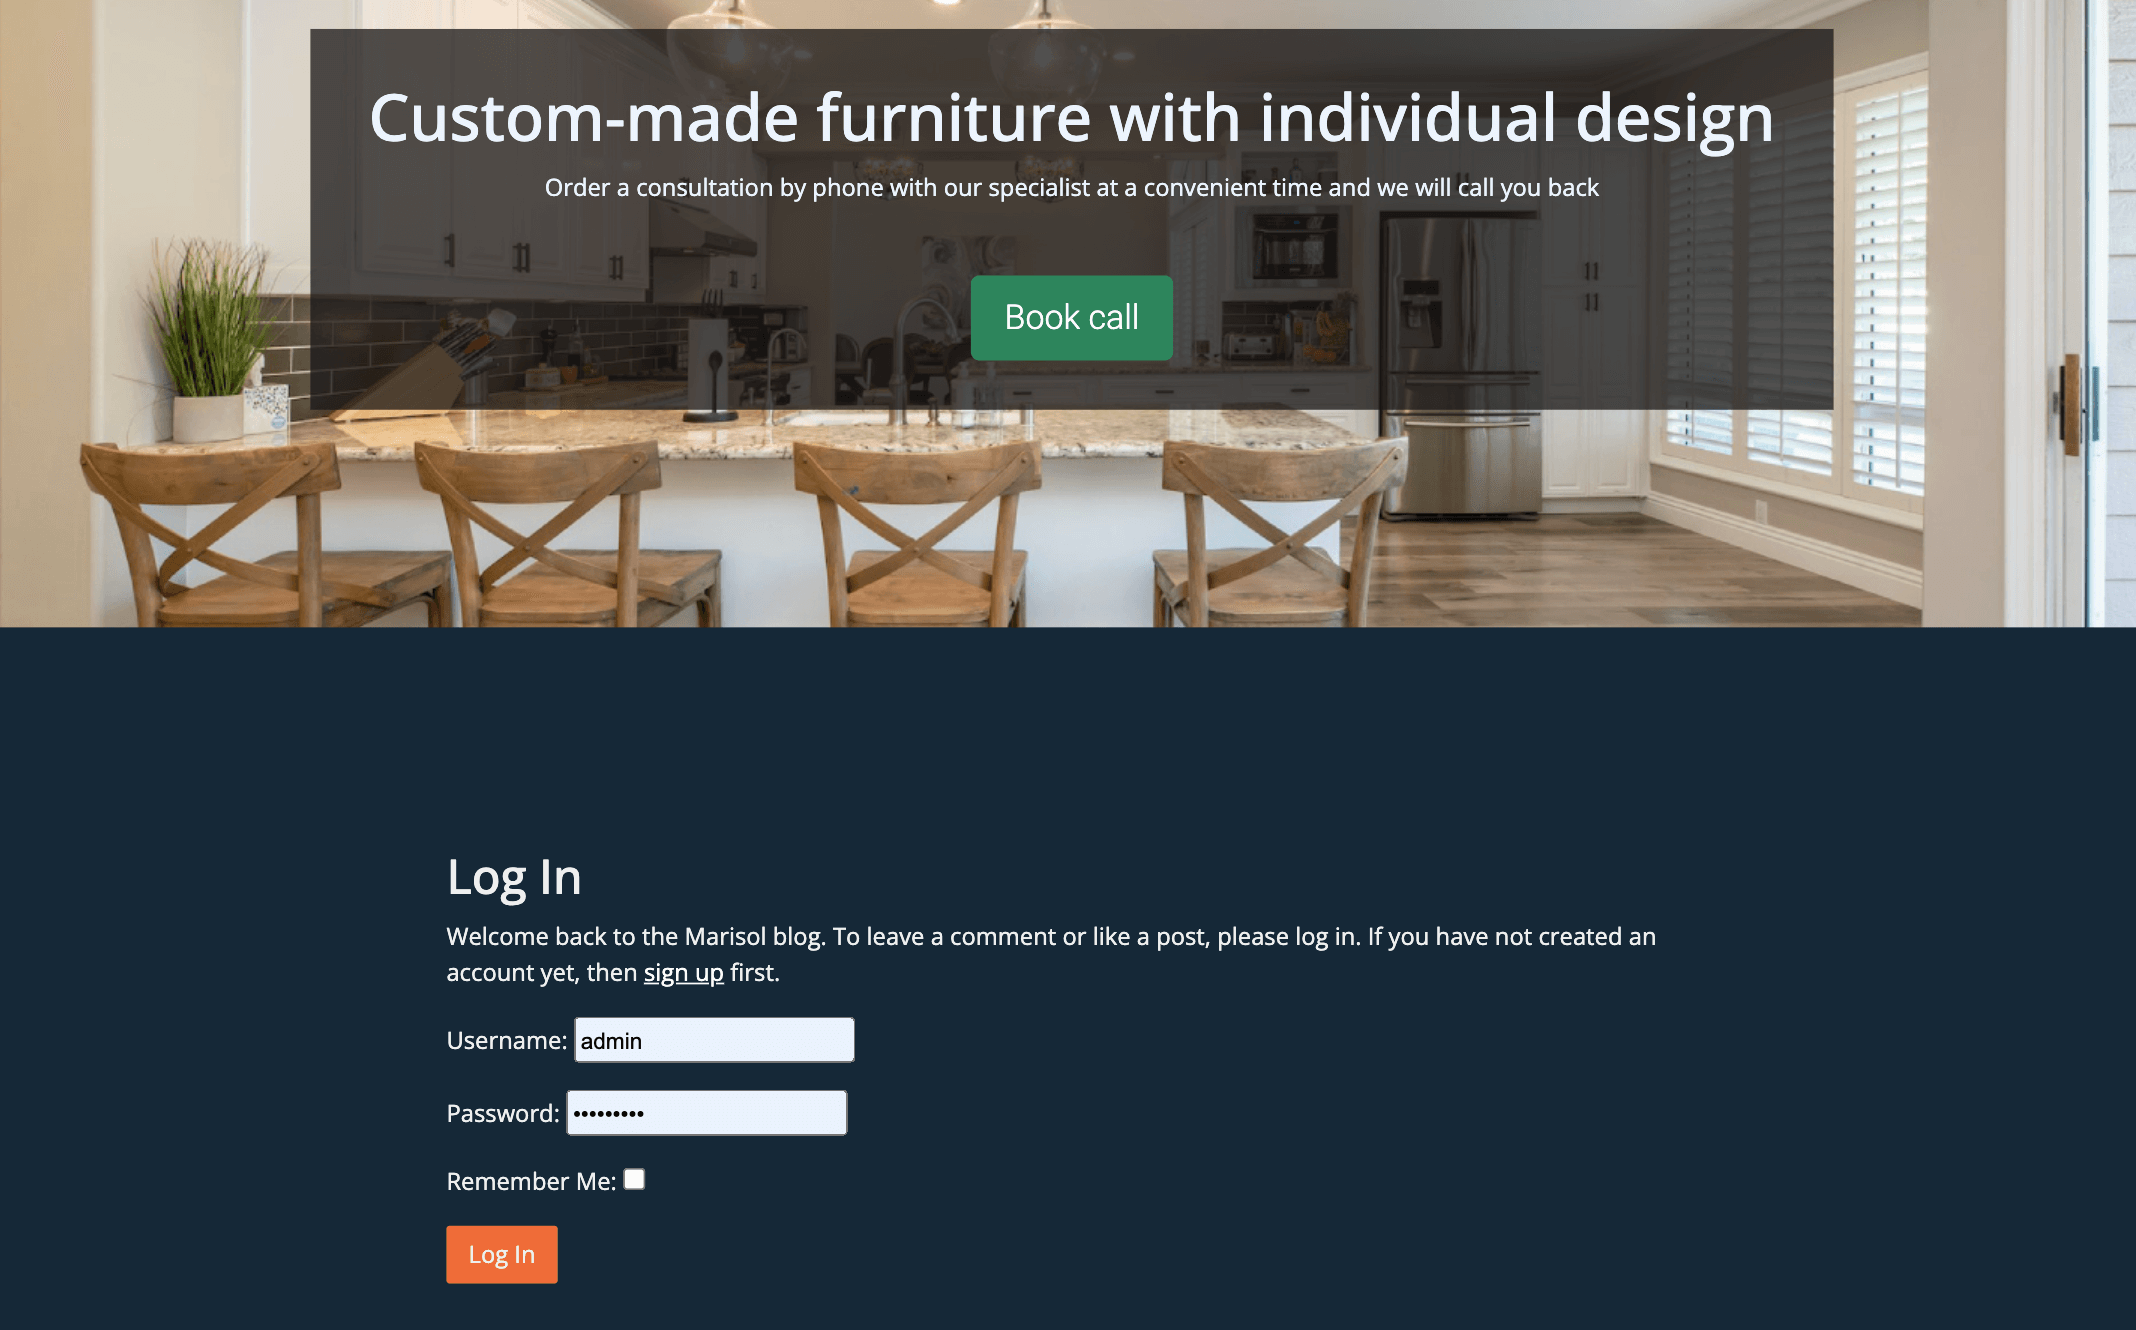 Custom-made furniture with individual design
Order a consultation by phone with our specialist at a convenient time and we will call you back
Book call
Log In
Welcome back to the Marisol blog. To leave a comment or like a post, please log in. If you have not created an
account yet, then sign up first.
Username: admin
Password: •••••••••
Remember Me:
Log In